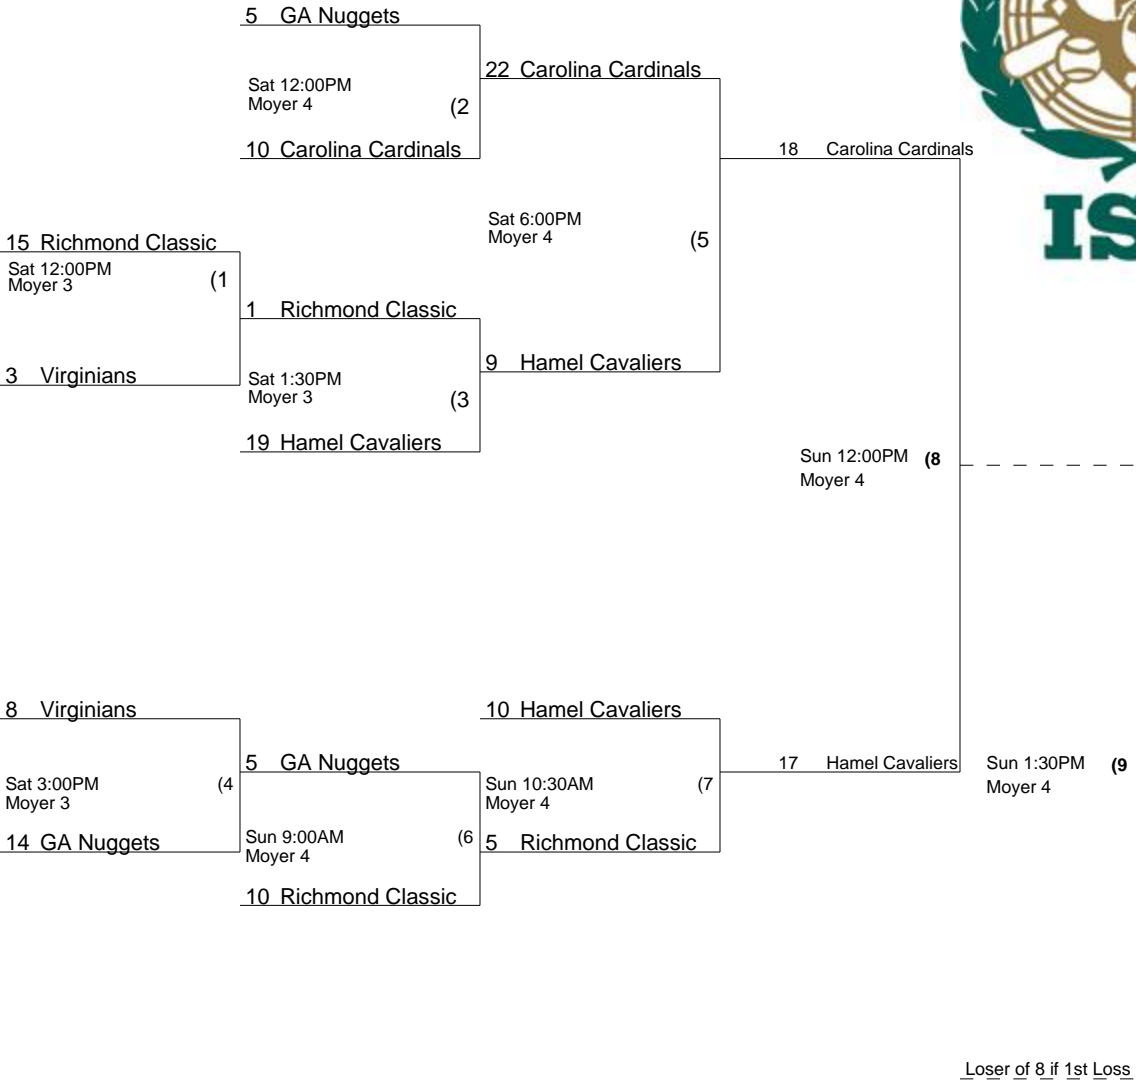 5 GA Nuggets
22 Carolina Cardinals
Sat 12:00PM
Moyer 4
(2
10 Carolina Cardinals
18 Carolina Cardinals
Sat 6:00PM
Moyer 4
(5
IS
15 Richmond Classic
Sat 12:00PM
Moyer 3
(1
1 Richmond Classic
9 Hamel Cavaliers
3 Virginians
Sat 1:30PM
Moyer 3
(3
19 Hamel Cavaliers
Sun 12:00PM (8
Moyer 4
8 Virginians
10 Hamel Cavaliers
5 GA Nuggets
17 Hamel Cavaliers
Sun 1:30PM (9
Moyer 4
Sat 3:00PM
Moyer 3
(4
Sun 10:30AM
Moyer 4
(7
14 GA Nuggets
Sun 9:00AM
Moyer 4
(6
5 Richmond Classic
10 Richmond Classic
Loser of 8 if 1st Loss